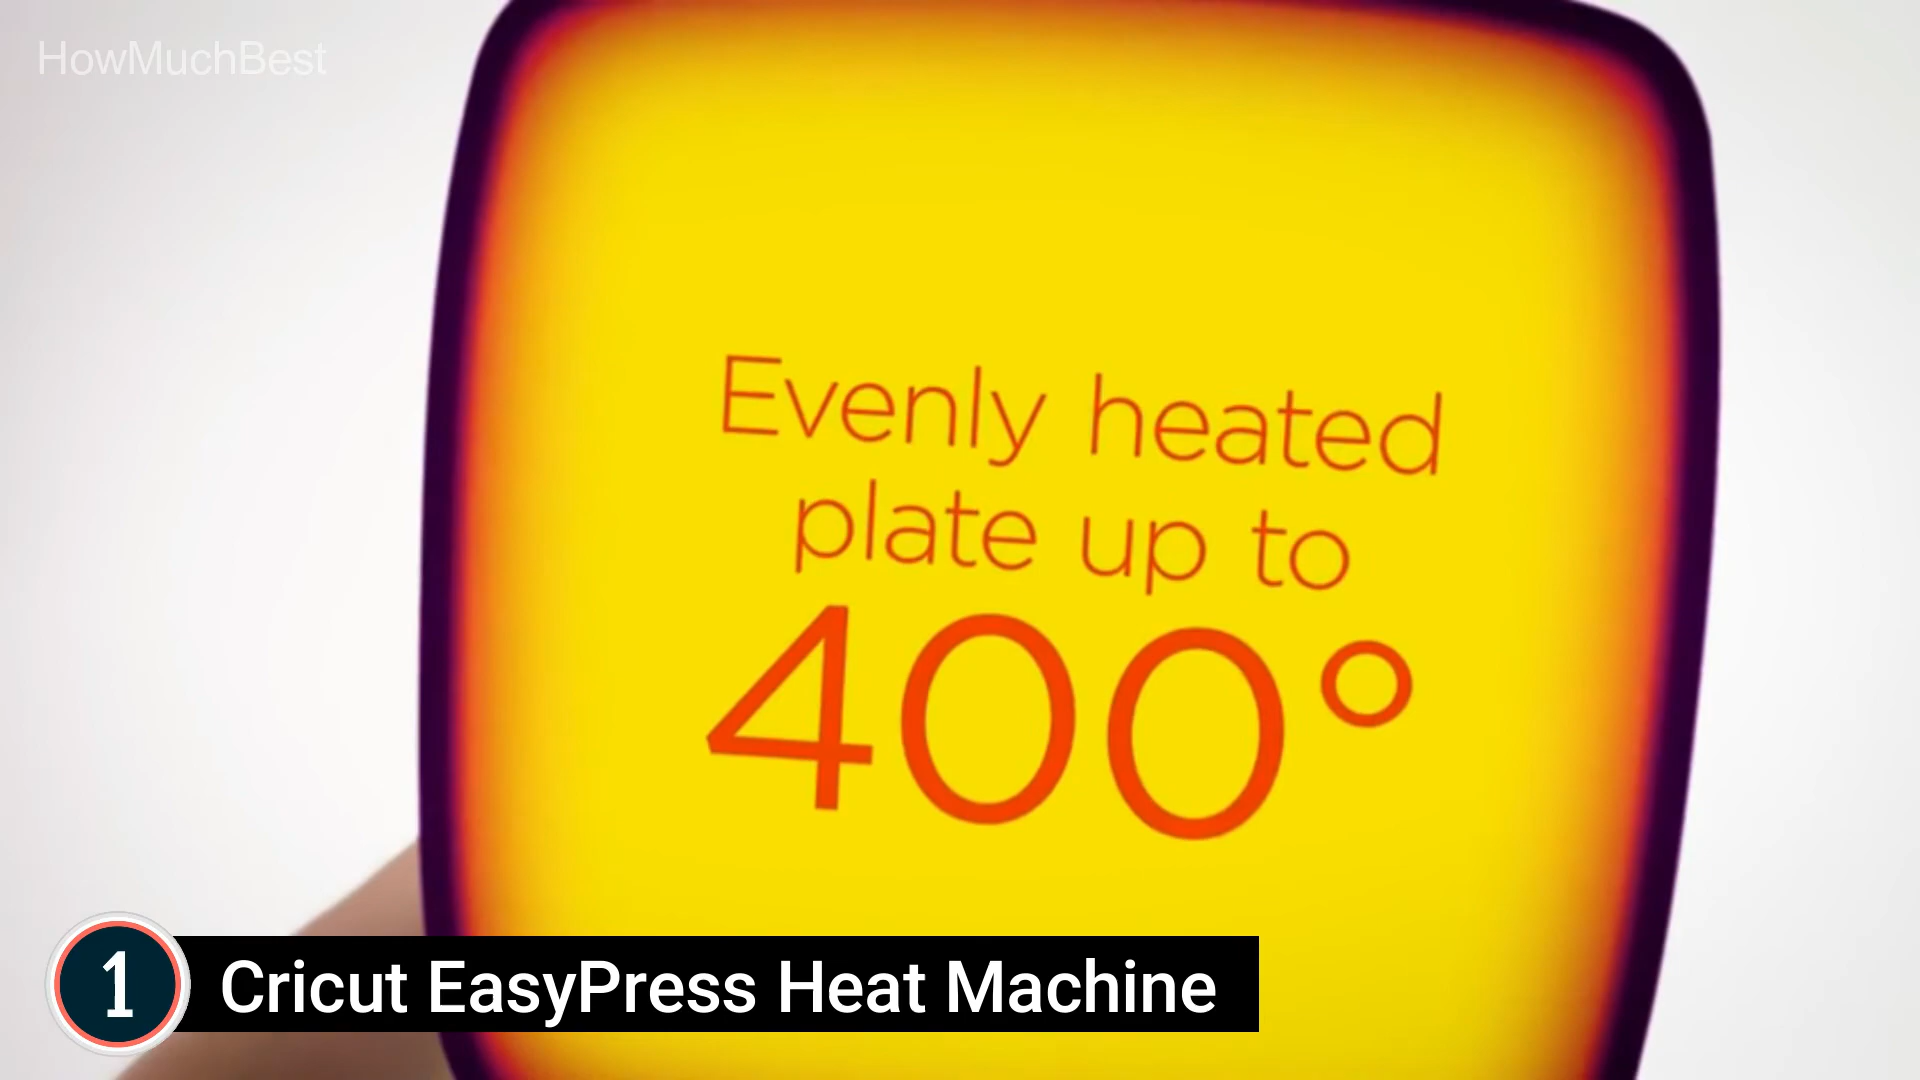 HowMuchBest
Evenly heated
plate up to
400°
1 Cricut EasyPress Heat Machine